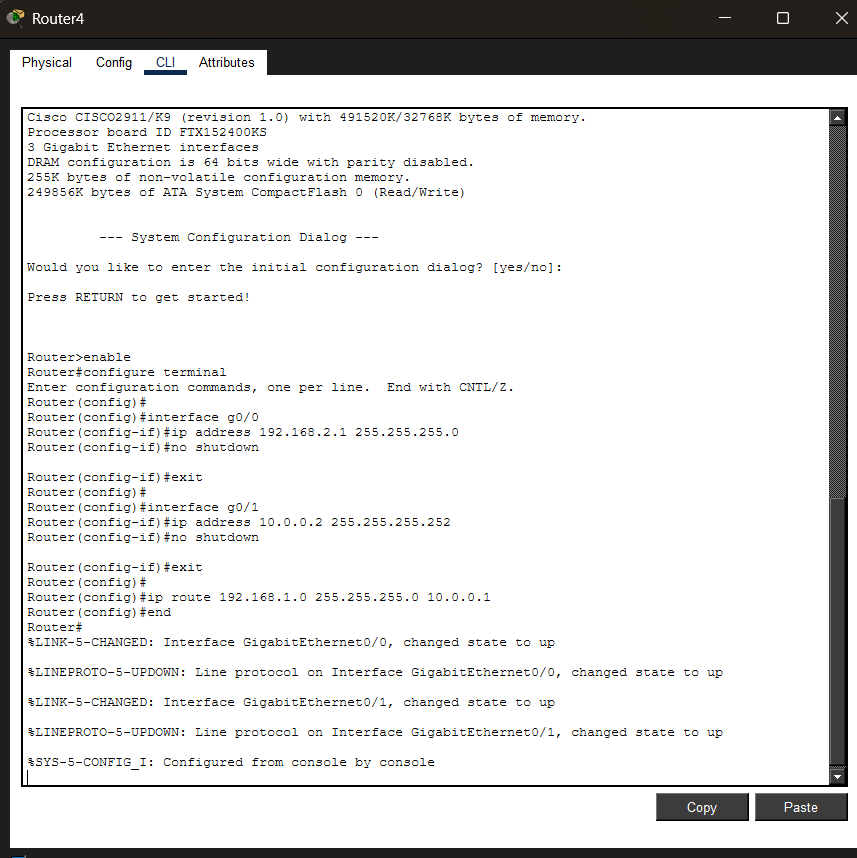 Router4
Physical Config CLI Attributes
Cisco CISCO2911/K9 (revision 1.0) with 491520K/32768K bytes of memory.
Processor board ID FTX152400KS
3 Gigabit Ethernet interfaces
DRAM configuration is 64 bits wide with parity disabled.
255K bytes of non-volatile configuration memory.
249856K bytes of ATA System CompactFlash 0 (Read/Write)
--- System Configuration Dialog ---
Would you like to enter the initial configuration dialog? [yes/no]:
Press RETURN to get started!
Router>enable
Router#configure terminal
Enter configuration commands, one per line.  End with CNTL/Z.
Router(config)#
Router(config)#interface g0/0
Router(config-if)#ip address 192.168.2.1 255.255.255.0
Router(config-if)#no shutdown
Router(config-if)#exit
Router(config)#
Router(config)#interface g0/1
Router(config-if)#ip address 10.0.0.2 255.255.255.252
Router(config-if)#no shutdown
Router(config-if)#exit
Router(config)#
Router(config)#ip route 192.168.1.0 255.255.255.0 10.0.0.1
Router(config)#end
Router#
%LINK-5-CHANGED: Interface GigabitEthernet0/0, changed state to up
%LINEPROTO-5-UPDOWN: Line protocol on Interface GigabitEthernet0/0, changed state to up
%LINK-5-CHANGED: Interface GigabitEthernet0/1, changed state to up
%LINEPROTO-5-UPDOWN: Line protocol on Interface GigabitEthernet0/1, changed state to up
%SYS-5-CONFIG_I: Configured from console by console
Copy Paste